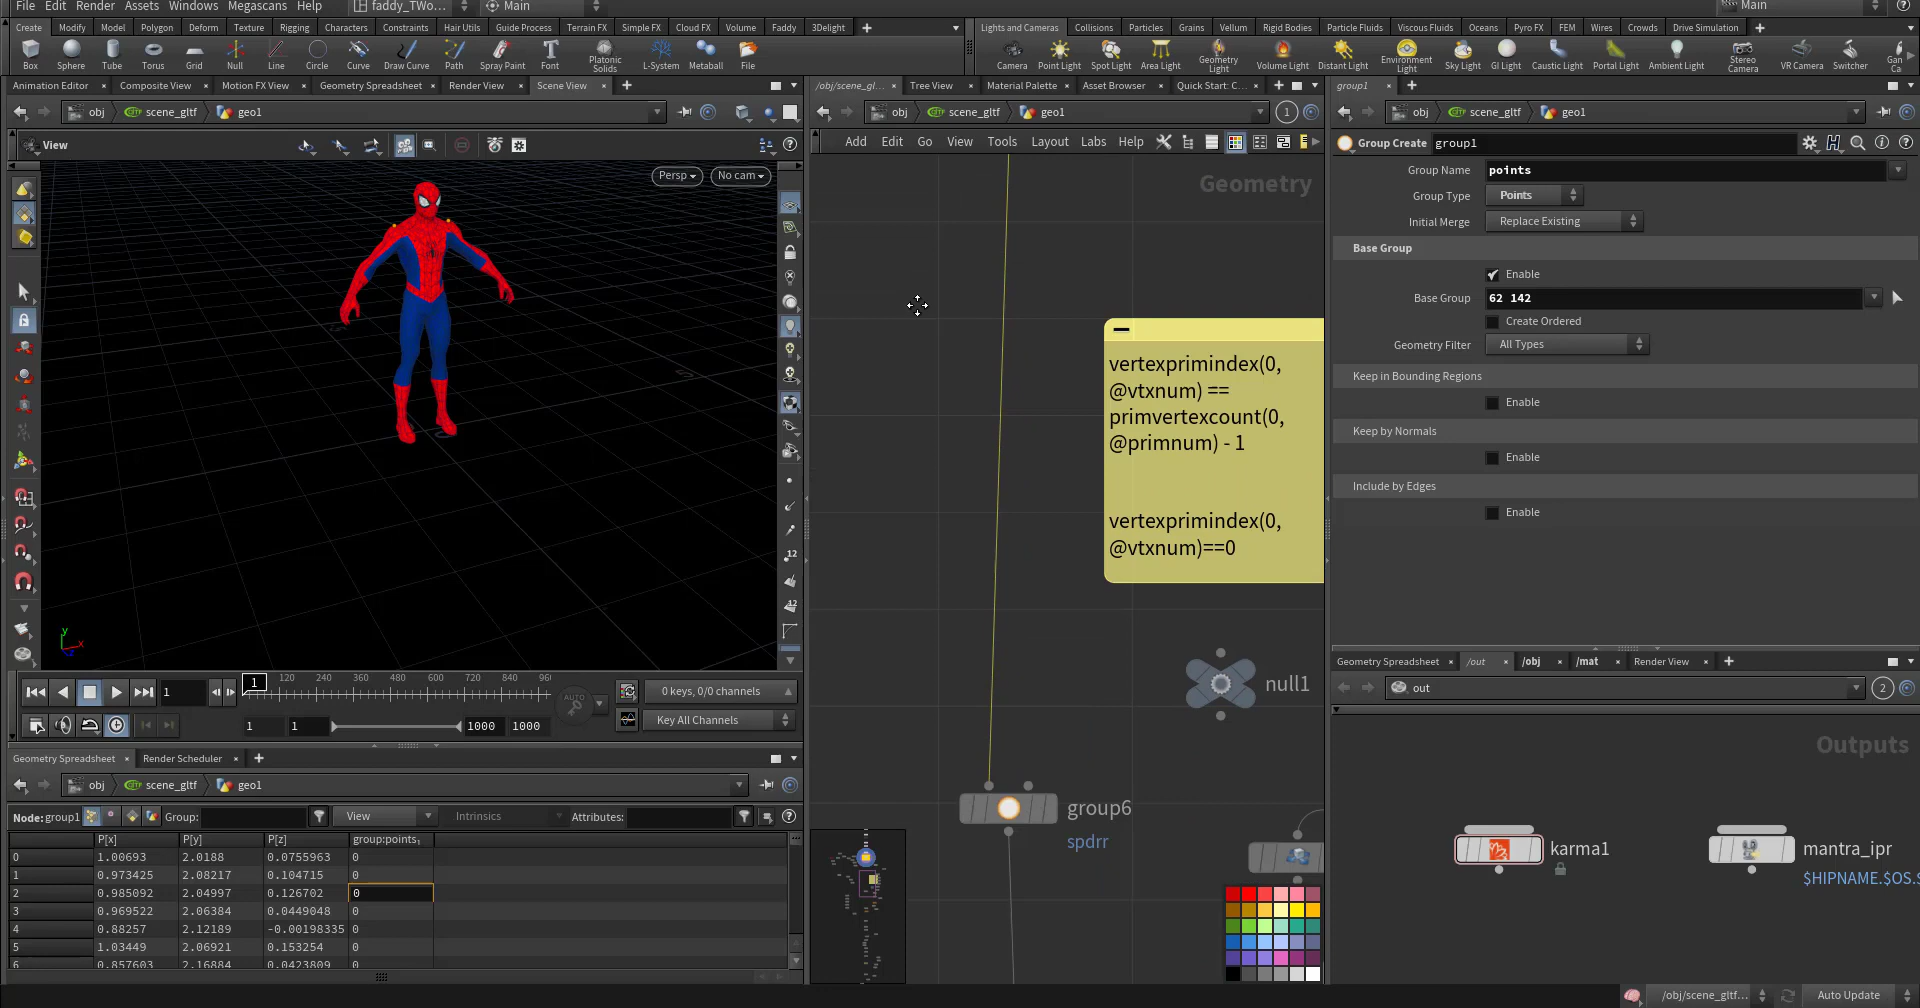 File Edit Render Assets Windows Megascans Help faddy_TWo... Main Main
Create Modify Model Polygon Deform Texture Rigging Characters Constraints Hair Utils Guide Process Terrain FX Simple FX Cloud FX Volume Faddy 3Delight
Lights and Cameras Collisions Particles Grains Vellum Rigid Bodies Particle Fluids Viscous Fluids Oceans Pyro FX FEM Wires Crowds Drive Simulation
Box Sphere Tube Torus Grid Null Line Circle Curve Draw Curve Path Spray Paint Font Platonic Solids L-System Metaball File
Camera Point Light Spot Light Area Light Geometry Light Volume Light Distant Light Environment Light Sky Light GI Light Caustic Light Portal Light Ambient Light Stereo Camera VR Camera Switcher
Animation Editor Composite View Motion FX View Geometry Spreadsheet Render View Scene View
obj scene_gltf geo1
View
Persp No cam
12
12
y x
1 1 120 240 360 480 600 720 840 96
AUTO
0 keys, 0/0 channels
1 1 1000 1000 Key All Channels
Geometry Spreadsheet Render Scheduler
obj scene_gltf geo1
Node: group1 Group: View Intrinsics Attributes:
P[x] P[y] P[z] group:points
0 1.00693 2.0188 0.0755963 0
1 0.973425 2.08217 0.104715 0
2 0.985092 2.04997 0.126702 0
3 0.969522 2.06384 0.0449048 0
4 0.88257 2.12189 -0.00198335 0
5 1.03449 2.06921 0.153254 0
6 0.857603 2.16884 0.0423809 0
/obj/scene_gl... Tree View Material Palette Asset Browser Quick Start: C...
obj scene_gltf geo1 1
Add Edit Go View Tools Layout Labs Help
Geometry
vertexprimindex(0,
@vtxnum) ==
primvertexcount(0,
@primnum) - 1
vertexprimindex(0,
@vtxnum)==0
null1
group6
spdrr
group1
obj scene_gltf geo1
Group Create group1
Group Name points
Group Type Points
Initial Merge Replace Existing
Base Group
Enable
Base Group 62 142
Create Ordered
Geometry Filter All Types
Keep in Bounding Regions
Enable
Keep by Normals
Enable
Include by Edges
Enable
Geometry Spreadsheet /out /obj /mat Render View
out 2
Outputs
karma1
mantra_ipr
$HIPNAME.$OS.
/obj/scene_gltf... Auto Update